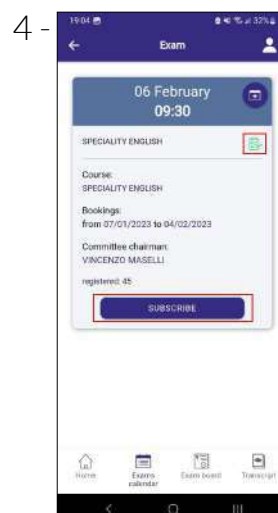 4 -
19:04 32%
Exam
06 February
09:30
SPECIALITY ENGLISH
Course:
SPECIALITY ENGLISH
Bookings:
from 07/01/2023 to 04/02/2023
Committee chairman:
VINCENZO MASELLI
registered: 45
SUBSCRIBE
Home Exams calendar Exam board Transcript